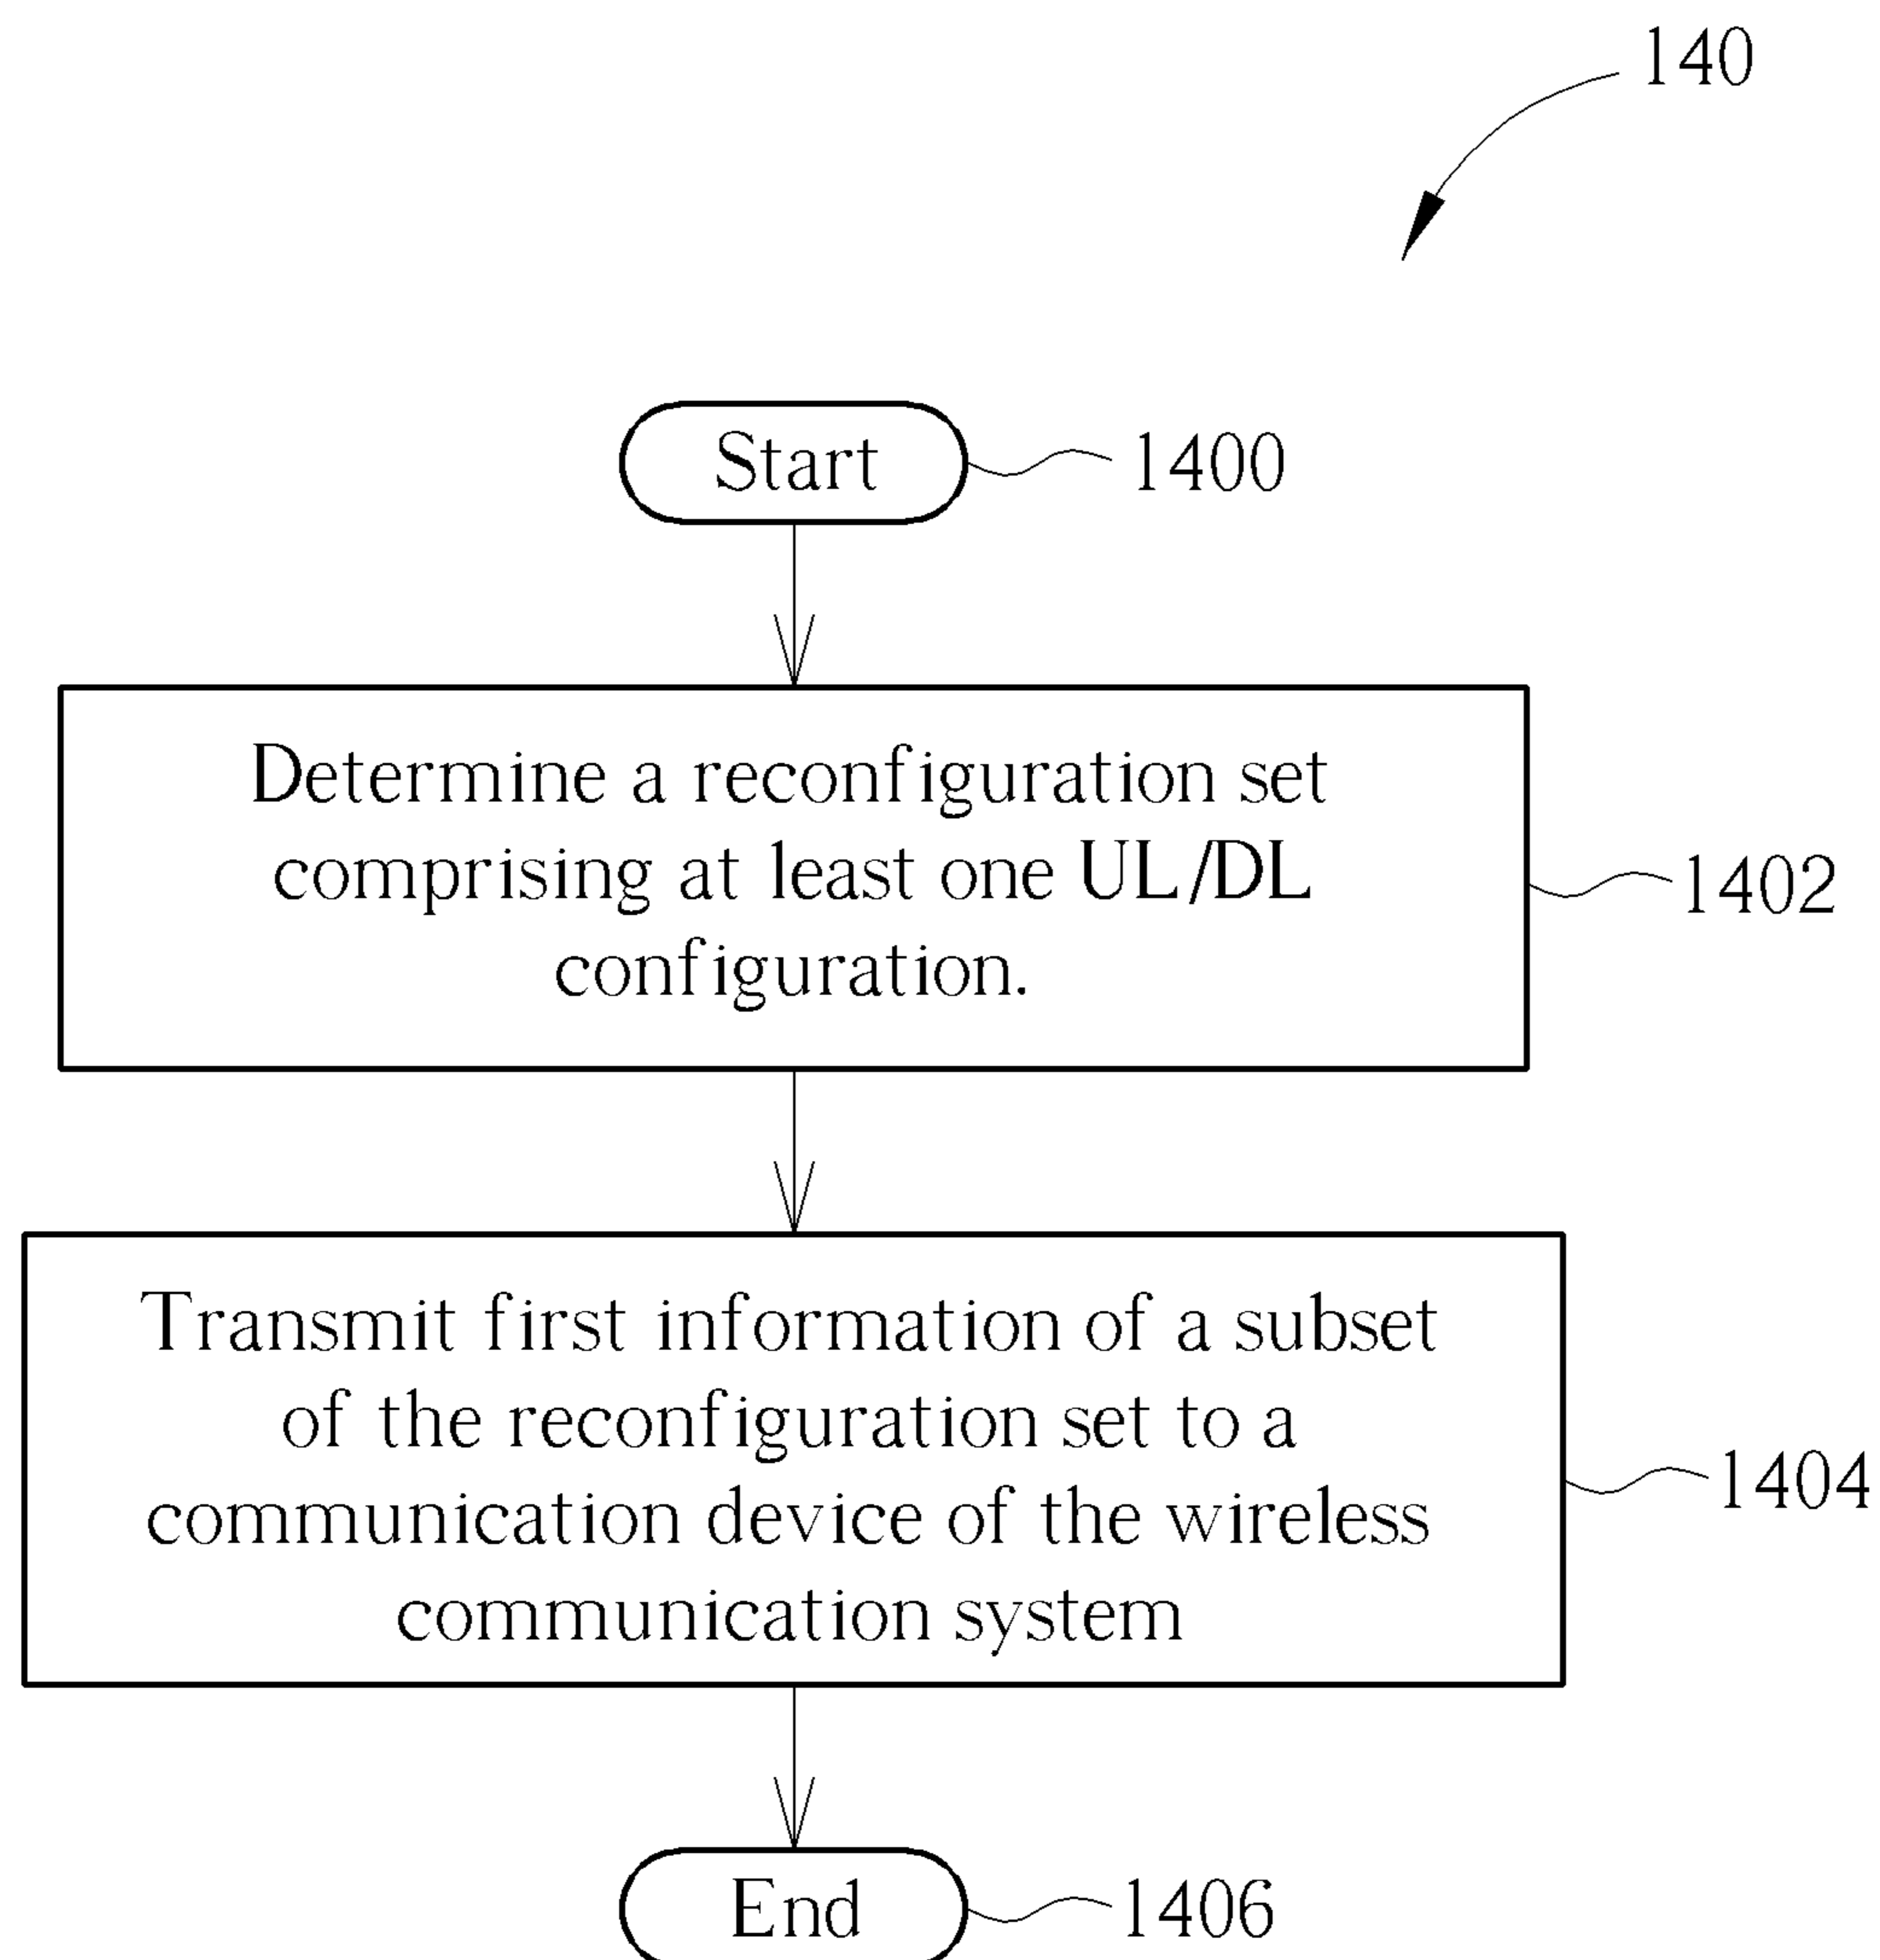 140
Start
1400
Determine a reconfiguration set
comprising at least one UL/DL
configuration.
1402
Transmit first information of a subset
of the reconfiguration set to a
communication device of the wireless
communication system
1404
End
1406